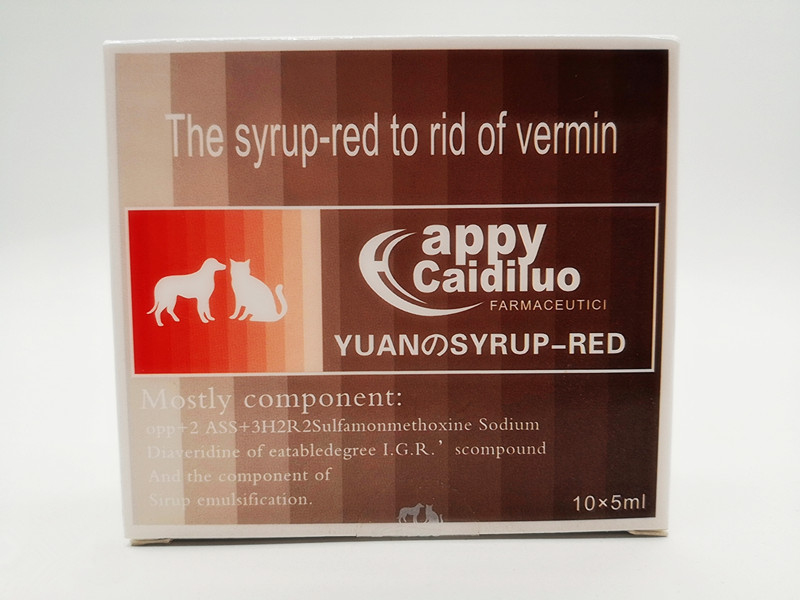 The syrup-red to rid of vermin
appy
Caidiluo
FARMACEUTICI
YUANのSYRUP-RED
Mostly component:
opp+2 ASS+3H2R2Sulfamonmethoxine Sodium
Diaveridine of eatabledegree I.G.R.’ scompound
And the component of
Sirup emulsification.
10×5ml